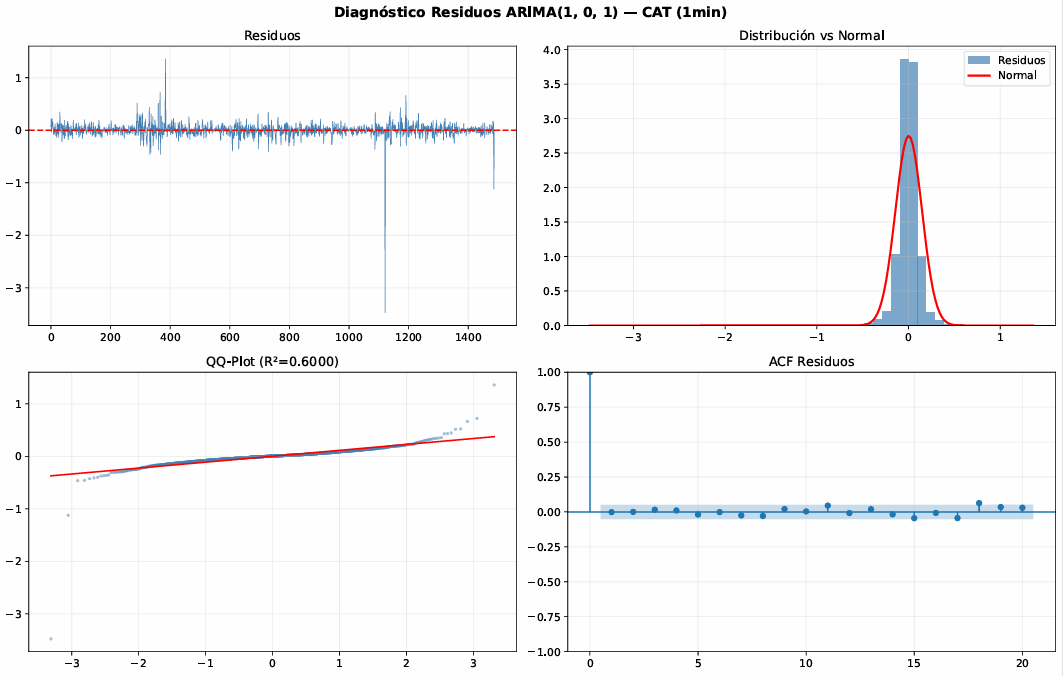 Diagnóstico Residuos ARIMA(1, 0, 1) — CAT (1min)
Residuos
1
0
−1
−2
−3
0 200 400 600 800 1000 1200 1400
Distribución vs Normal
Residuos
Normal
4.0
3.5
3.0
2.5
2.0
1.5
1.0
0.5
0.0
−3 −2 −1 0 1
QQ-Plot (R²=0.6000)
1
0
−1
−2
−3
−3 −2 −1 0 1 2 3
ACF Residuos
1.00
0.75
0.50
0.25
0.00
−0.25
−0.50
−0.75
−1.00
0 5 10 15 20